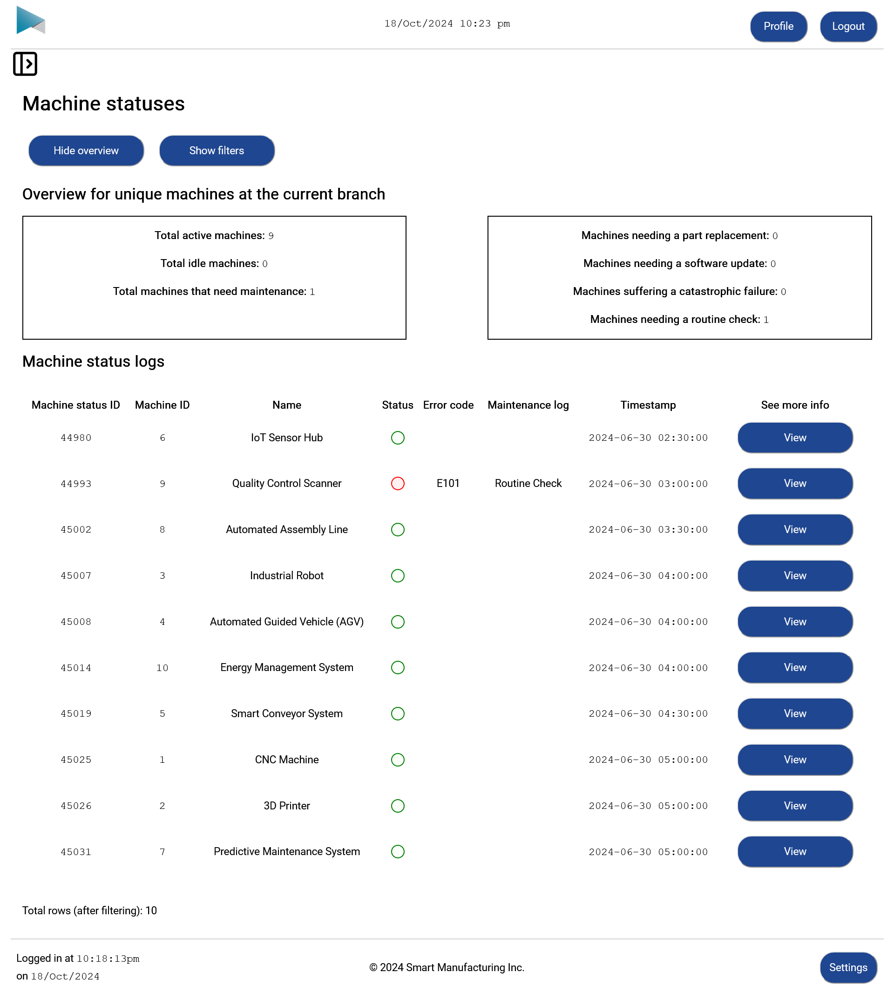 18/Oct/2024 10:23 pm
Profile
Logout
Machine statuses
Hide overview
Show filters
Overview for unique machines at the current branch
Total active machines: 9
Total idle machines: 0
Total machines that need maintenance: 1
Machines needing a part replacement: 0
Machines needing a software update: 0
Machines suffering a catastrophic failure: 0
Machines needing a routine check: 1
Machine status logs
Machine status ID Machine ID Name Status Error code Maintenance log Timestamp See more info
44980 6 IoT Sensor Hub 2024-06-30 02:30:00 View
44993 9 Quality Control Scanner E101 Routine Check 2024-06-30 03:00:00 View
45002 8 Automated Assembly Line 2024-06-30 03:30:00 View
45007 3 Industrial Robot 2024-06-30 04:00:00 View
45008 4 Automated Guided Vehicle (AGV) 2024-06-30 04:00:00 View
45014 10 Energy Management System 2024-06-30 04:00:00 View
45019 5 Smart Conveyor System 2024-06-30 04:30:00 View
45025 1 CNC Machine 2024-06-30 05:00:00 View
45026 2 3D Printer 2024-06-30 05:00:00 View
45031 7 Predictive Maintenance System 2024-06-30 05:00:00 View
Total rows (after filtering): 10
Logged in at 10:18:13pm
on 18/Oct/2024
© 2024 Smart Manufacturing Inc.
Settings